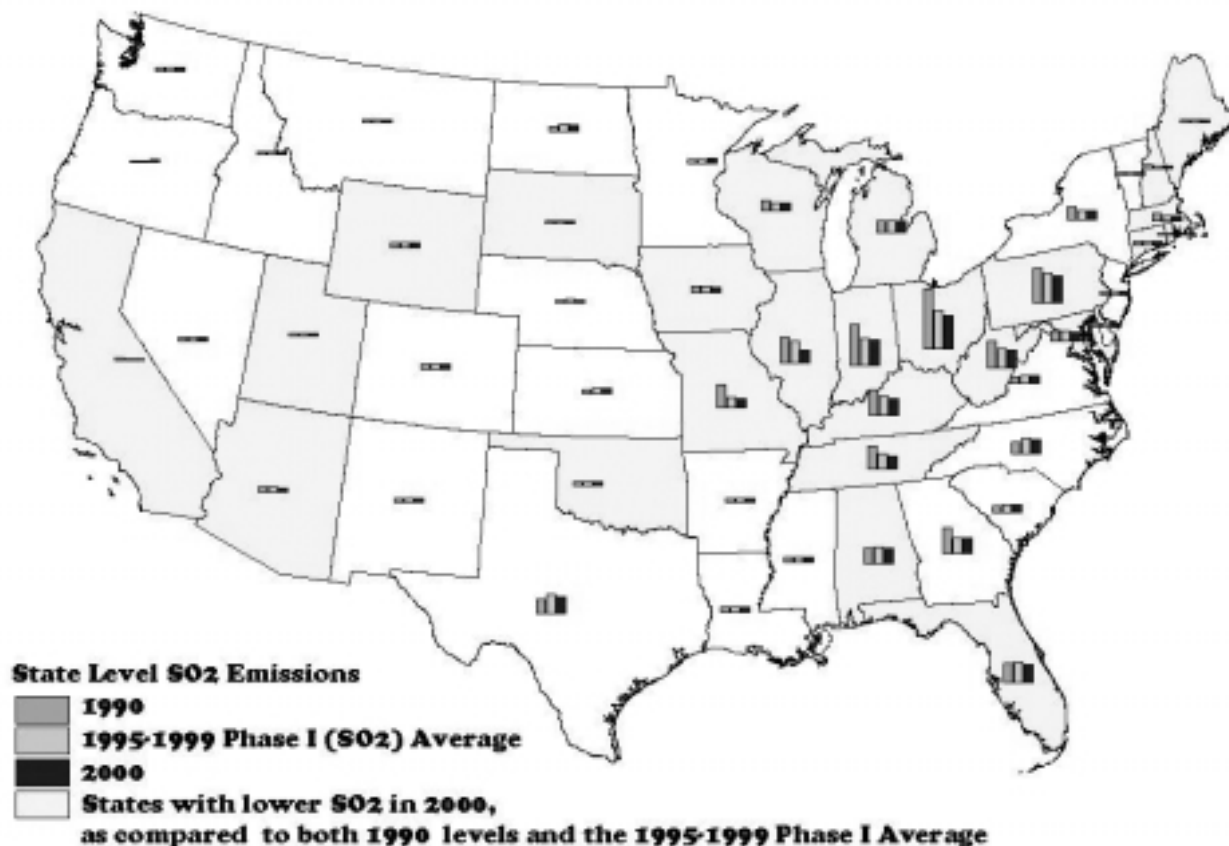 State Level SO2 Emissions
1990
1995-1999 Phase I (SO2) Average
2000
States with lower SO2 in 2000,
as compared to both 1990 levels and the 1995-1999 Phase I Average